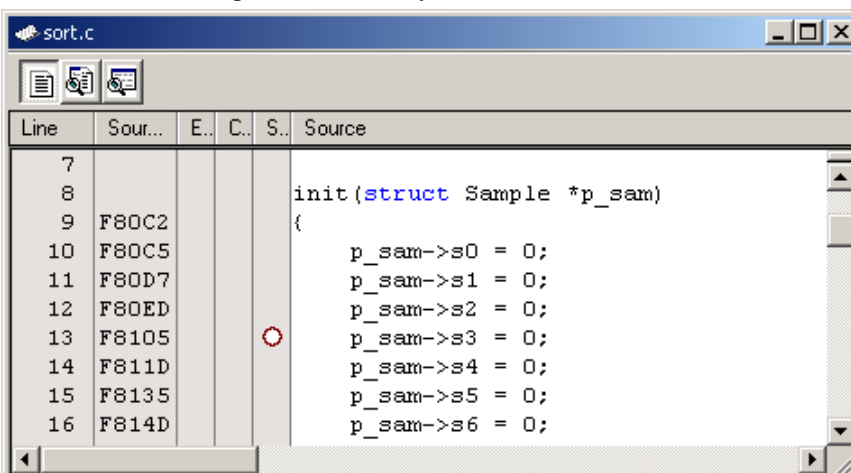 sort.c
Line Sour... E.. C.. S.. Source
7
8 init(struct Sample *p_sam)
9 F80C2 {
10 F80C5 p_sam->s0 = 0;
11 F80D7 p_sam->s1 = 0;
12 F80ED p_sam->s2 = 0;
13 F8105 p_sam->s3 = 0;
14 F811D p_sam->s4 = 0;
15 F8135 p_sam->s5 = 0;
16 F814D p_sam->s6 = 0;